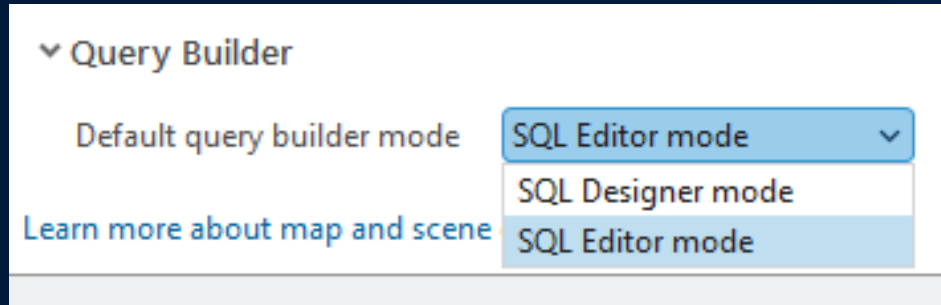 Query Builder
Default query builder mode SQL Editor mode
SQL Designer mode
Learn more about map and scene
SQL Editor mode